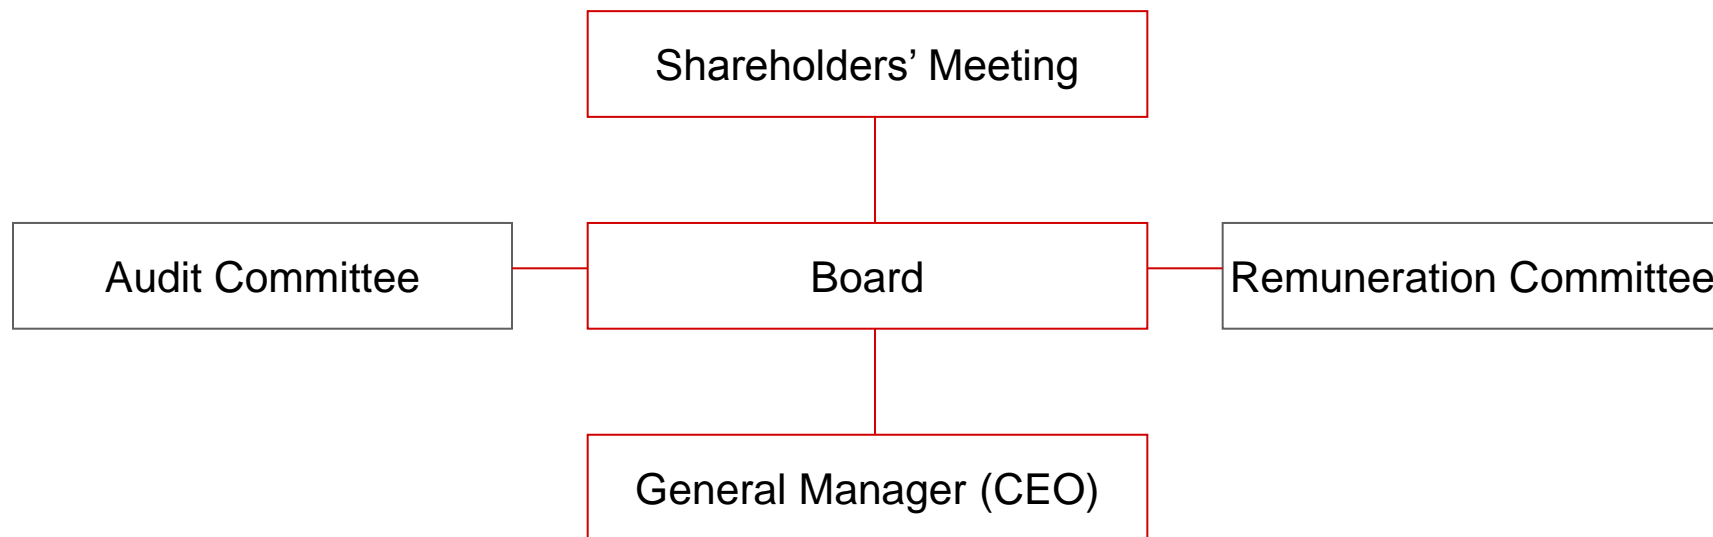 Shareholders’ Meeting
Audit Committee
Board
Remuneration Committee
General Manager (CEO)